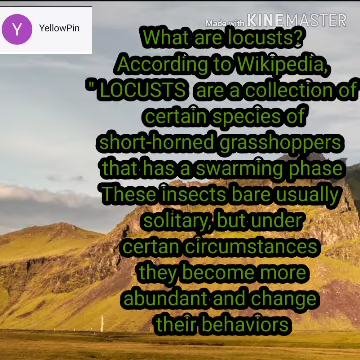 Y YellowPin
Made with KINEMASTER
What are locusts?
According to Wikipedia,
" LOCUSTS are a collection of
certain species of
short-horned grasshoppers
that has a swarming phase
These insects bare usually
solitary, but under
certan circumstances
they become more
abundant and change
their behaviors